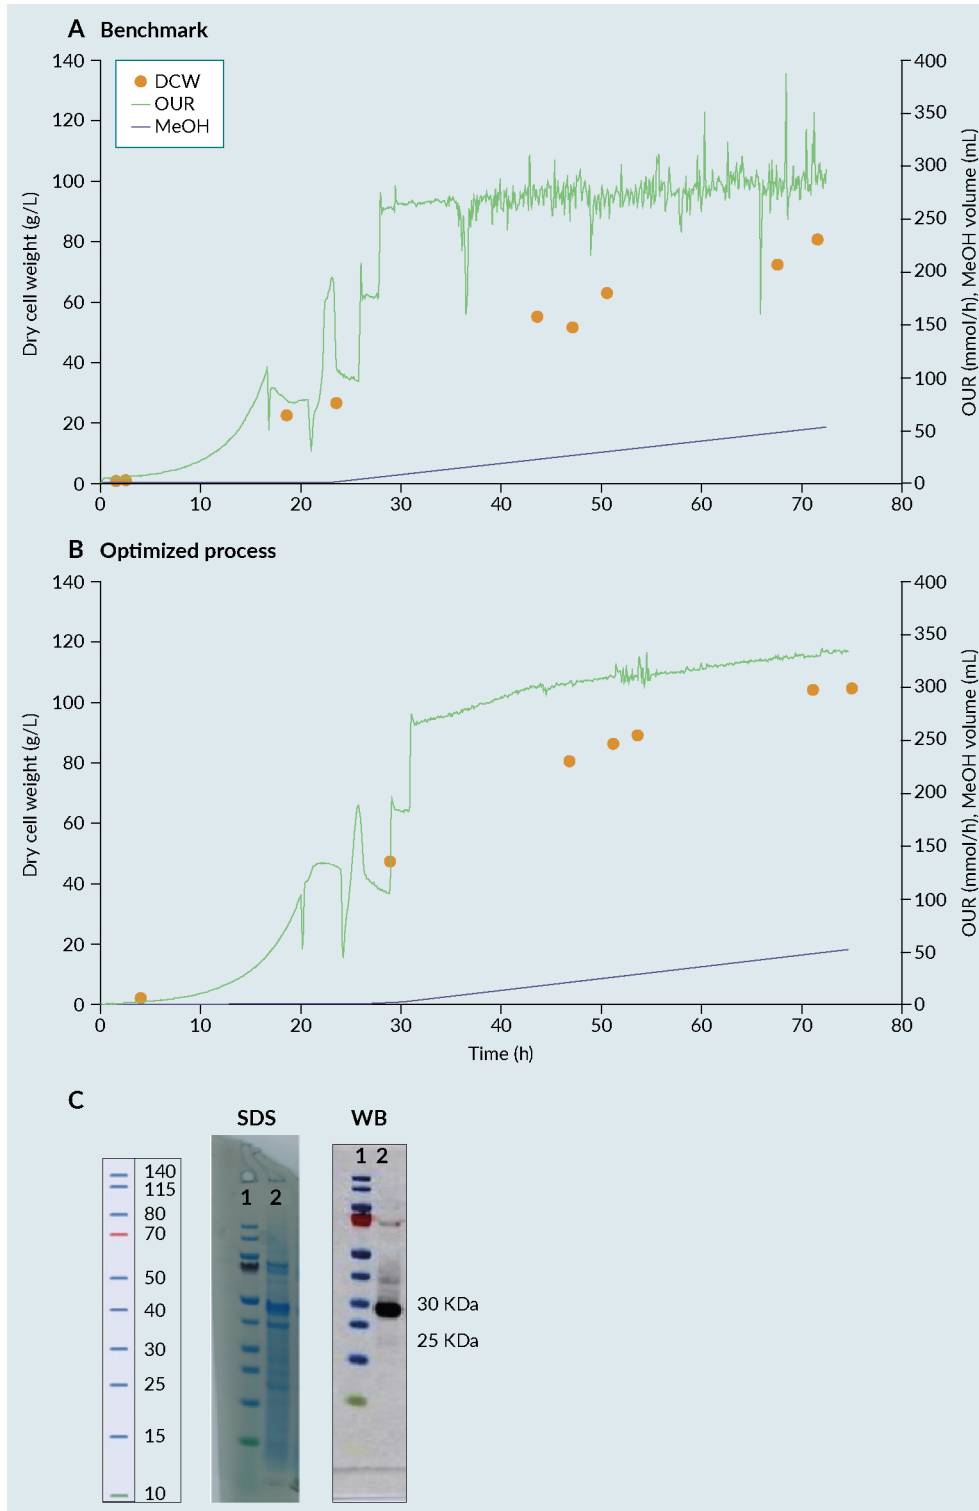 A Benchmark
DCW
OUR
MeOH
Dry cell weight (g/L)
140
120
100
80
60
40
20
0
OUR (mmol/h), MeOH volume (mL)
400
350
300
250
200
150
100
50
0
0 10 20 30 40 50 60 70 80
B Optimized process
Dry cell weight (g/L)
140
120
100
80
60
40
20
0
OUR (mmol/h), MeOH volume (mL)
400
350
300
250
200
150
100
50
0
0 10 20 30 40 50 60 70 80
Time (h)
C
140
115
80
70
50
40
30
25
15
10
SDS
1 2
WB
1 2
30 KDa
25 KDa